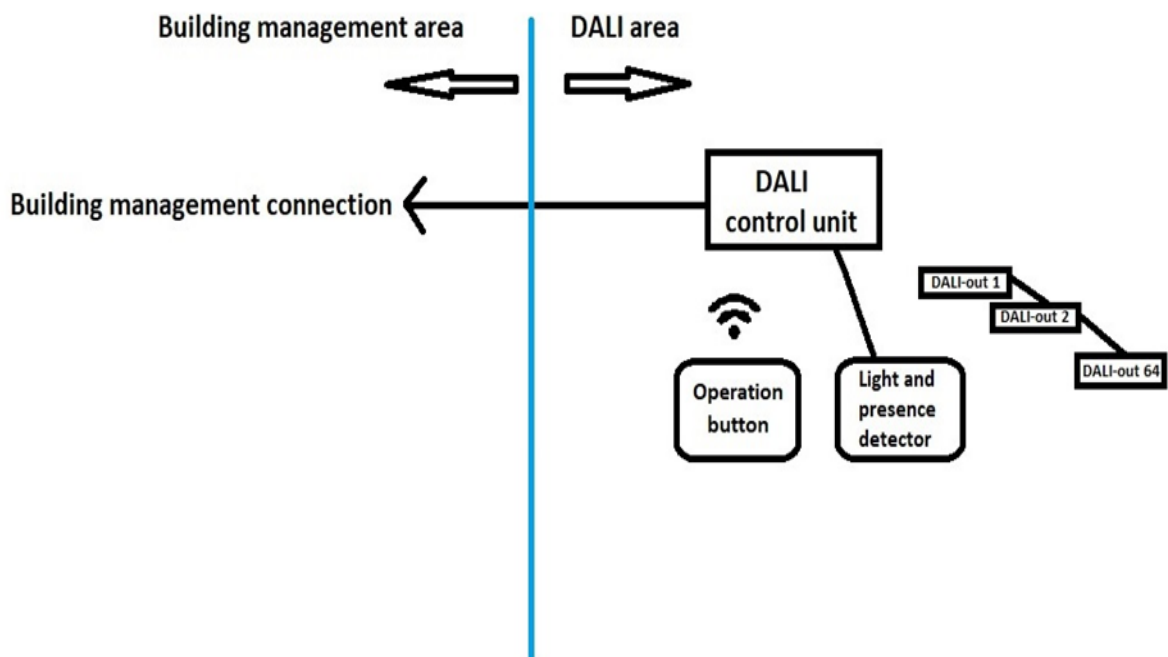 Building management area
DALI area
Building management connection
DALI
control unit
DALI-out 1
DALI-out 2
DALI-out 64
Operation
button
Light and
presence
detector